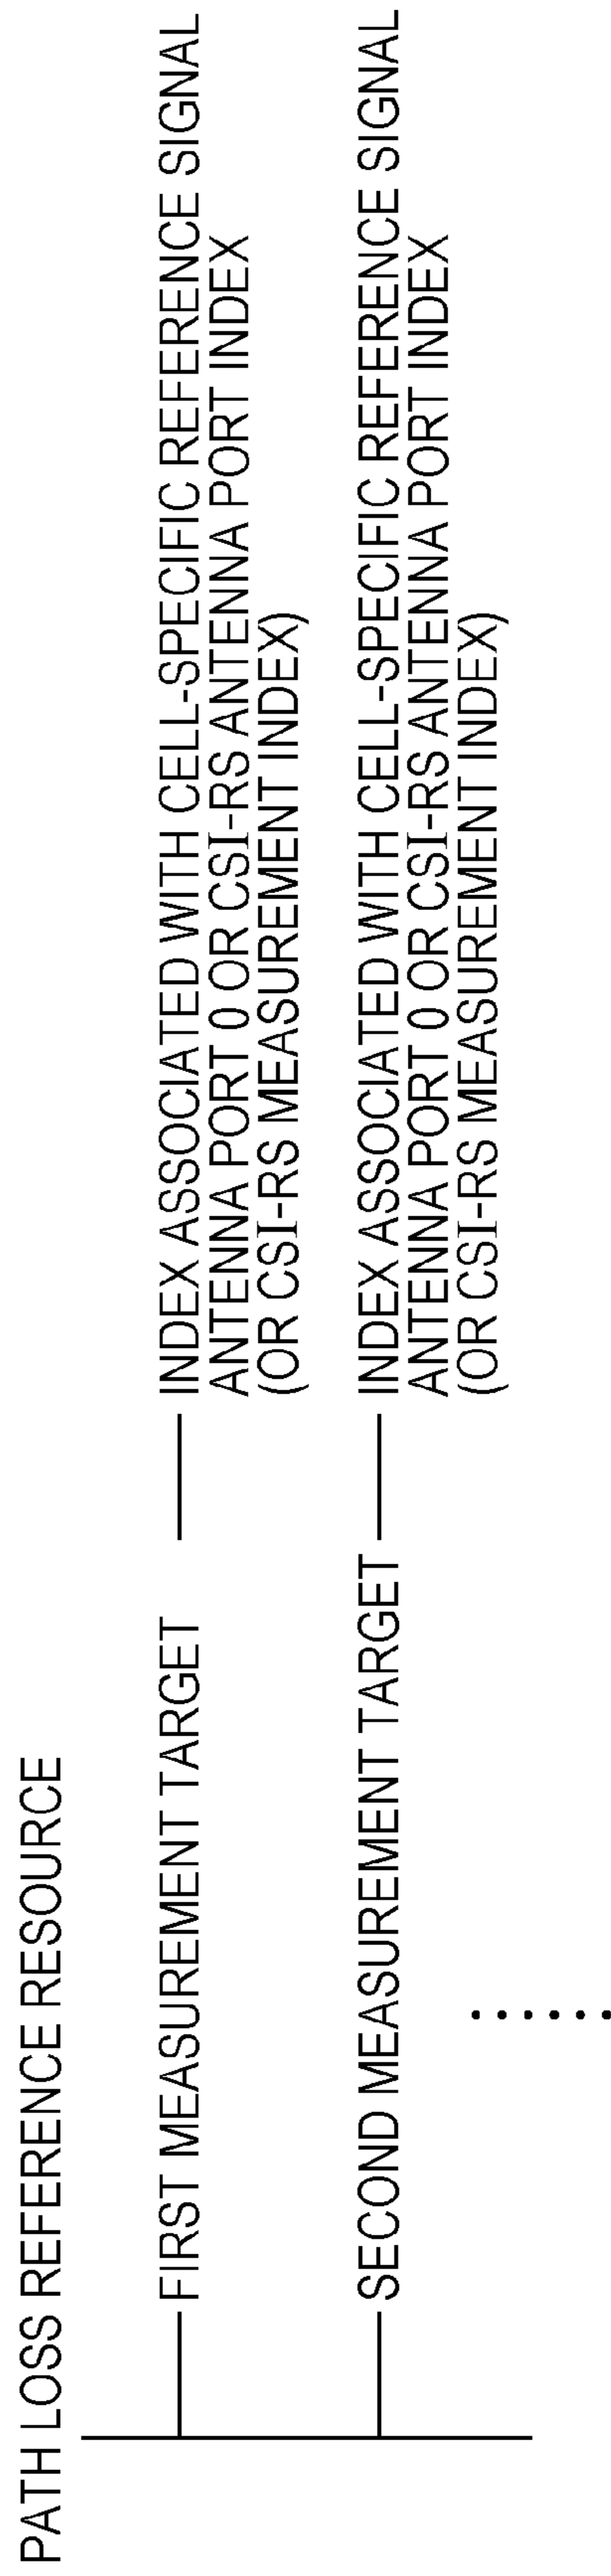 PATH LOSS REFERENCE RESOURCE
FIRST MEASUREMENT TARGET
INDEX ASSOCIATED WITH CELL-SPECIFIC REFERENCE SIGNAL
ANTENNA PORT 0 OR CSI-RS ANTENNA PORT INDEX
(OR CSI-RS MEASUREMENT INDEX)
SECOND MEASUREMENT TARGET
INDEX ASSOCIATED WITH CELL-SPECIFIC REFERENCE SIGNAL
ANTENNA PORT 0 OR CSI-RS ANTENNA PORT INDEX
(OR CSI-RS MEASUREMENT INDEX)
......